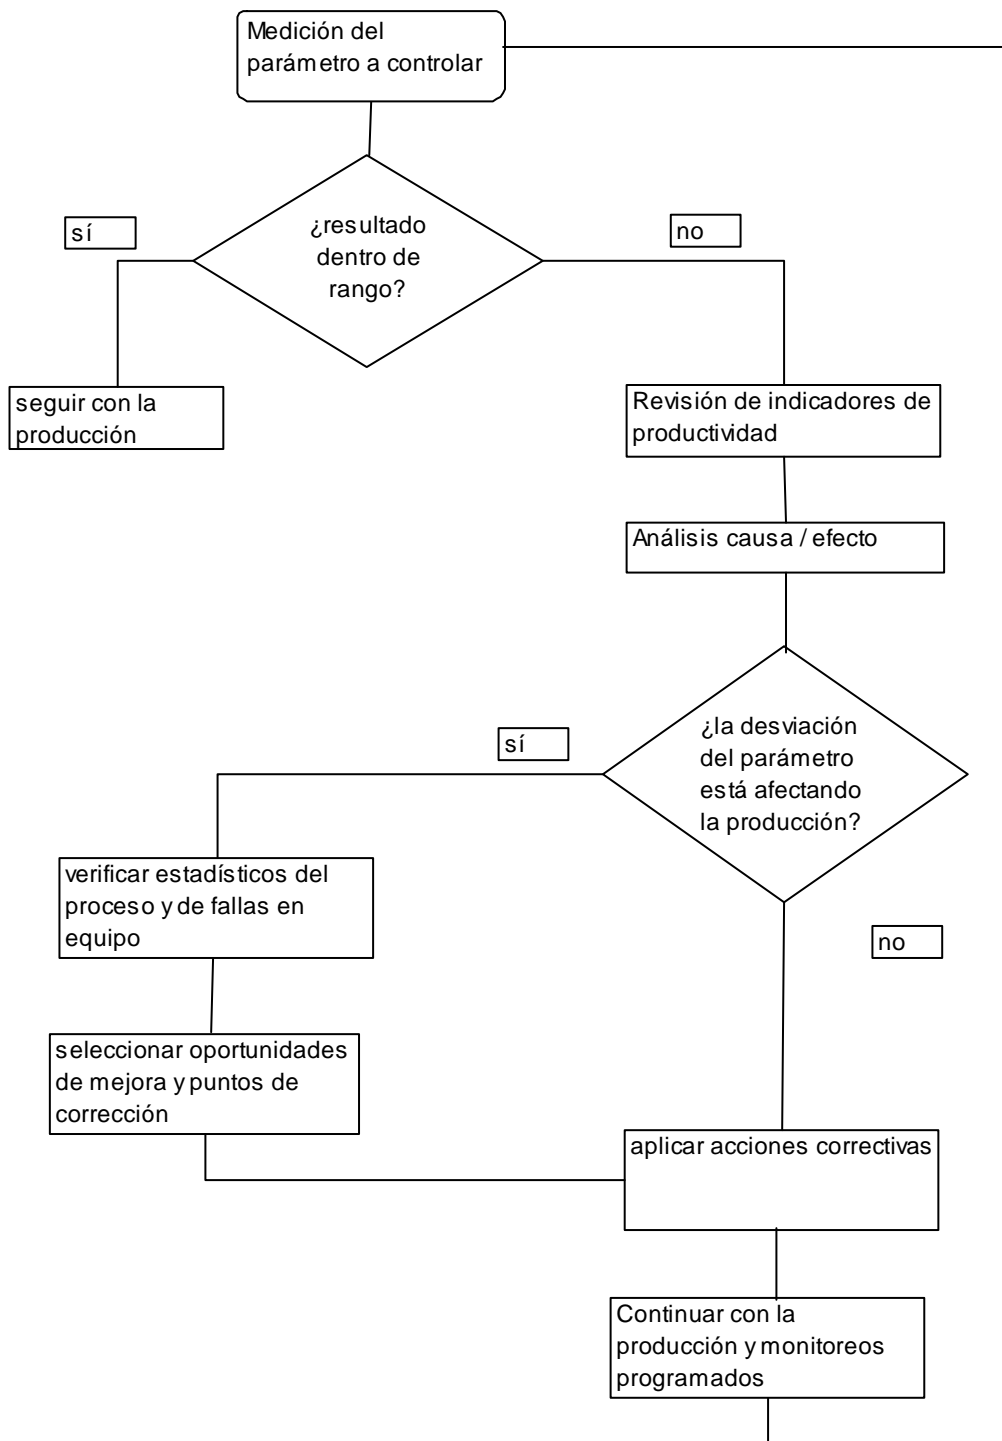 Medición del
parámetro a controlar
¿resultado
dentro de
rango?
sí
no
seguir con la
producción
Revisión de indicadores de
productividad
Análisis causa / efecto
¿la desviación
del parámetro
está afectando
la producción?
sí
verificar estadísticos del
proceso y de fallas en
equipo
no
seleccionar oportunidades
de mejora y puntos de
corrección
aplicar acciones correctivas
Continuar con la
producción y monitoreos
programados